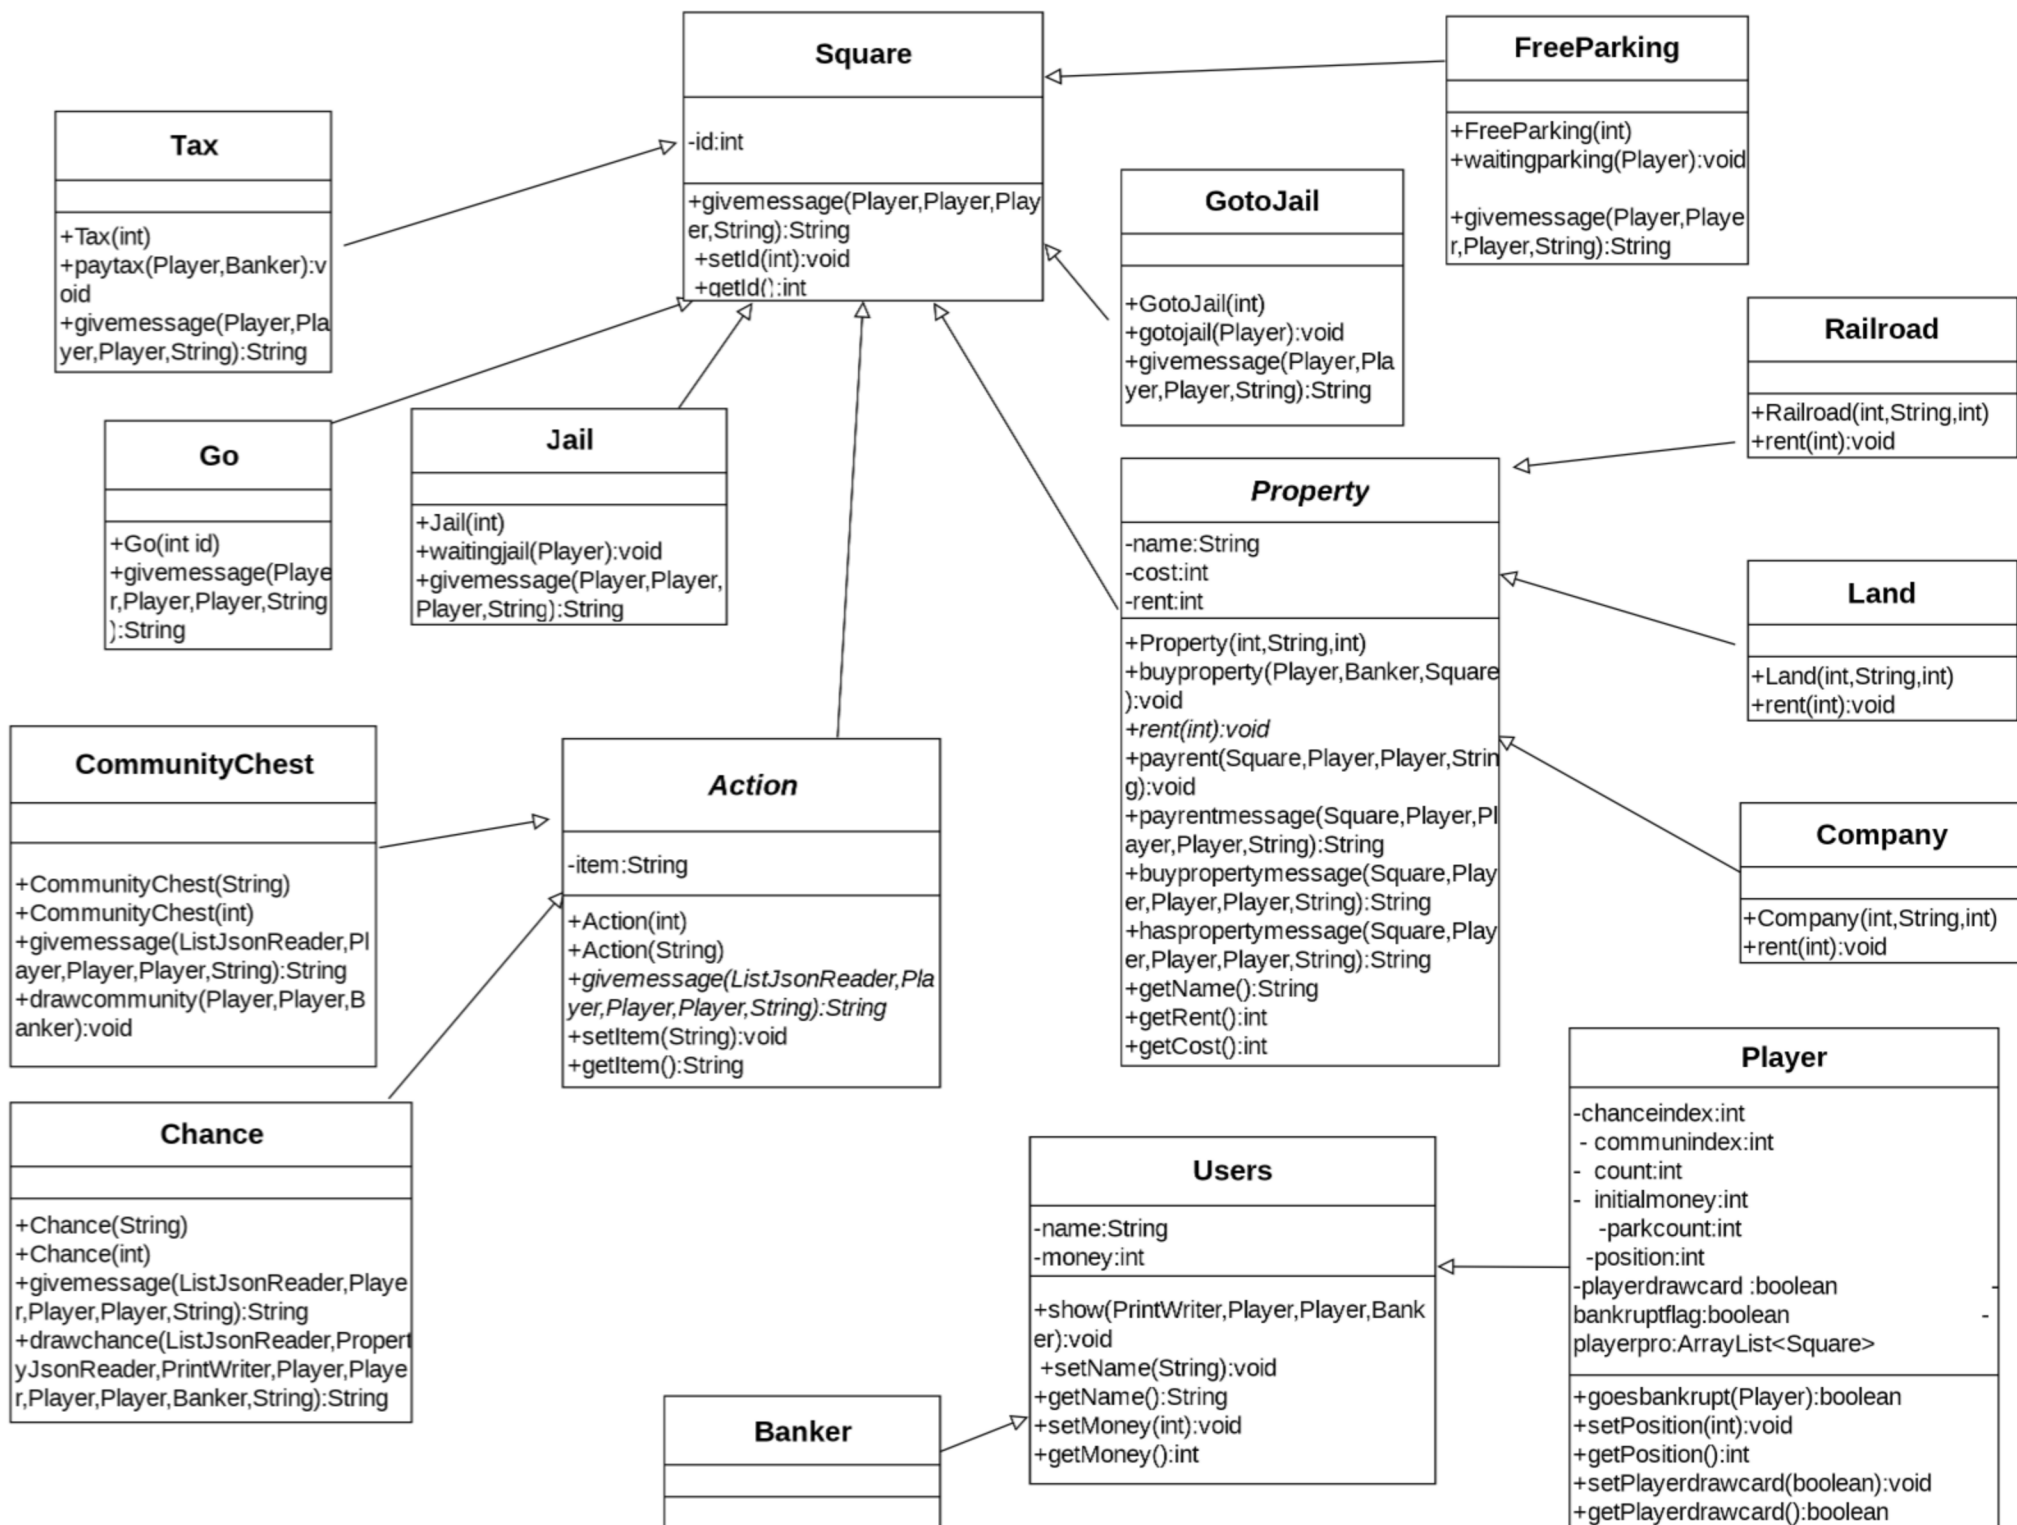 Square
-id:int
+givemessage(Player,Player,Play
er,String):String
+setId(int):void
+getId():int
FreeParking
+FreeParking(int)
+waitingparking(Player):void
+givemessage(Player,Playe
r,Player,String):String
Tax
+Tax(int)
+paytax(Player,Banker):v
oid
+givemessage(Player,Pla
yer,Player,String):String
GotoJail
+GotoJail(int)
+gotojail(Player):void
+givemessage(Player,Pla
yer,Player,String):String
Railroad
+Railroad(int,String,int)
+rent(int):void
Go
+Go(int id)
+givemessage(Playe
r,Player,Player,String
):String
Jail
+Jail(int)
+waitingjail(Player):void
+givemessage(Player,Player,
Player,String):String
Property
-name:String
-cost:int
-rent:int
+Property(int,String,int)
+buyproperty(Player,Banker,Square
):void
+rent(int):void
+payrent(Square,Player,Player,Strin
g):void
+payrentmessage(Square,Player,Pl
ayer,Player,String):String
+buypropertymessage(Square,Play
er,Player,Player,String):String
+haspropertymessage(Square,Play
er,Player,Player,String):String
+getName():String
+getRent():int
+getCost():int
Land
+Land(int,String,int)
+rent(int):void
Company
+Company(int,String,int)
+rent(int):void
CommunityChest
+CommunityChest(String)
+CommunityChest(int)
+givemessage(ListJsonReader,Pl
ayer,Player,Player,String):String
+drawcommunity(Player,Player,B
anker):void
Action
-item:String
+Action(int)
+Action(String)
+givemessage(ListJsonReader,Pla
yer,Player,Player,String):String
+setItem(String):void
+getItem():String
Chance
+Chance(String)
+Chance(int)
+givemessage(ListJsonReader,Playe
r,Player,Player,String):String
+drawchance(ListJsonReader,Propert
yJsonReader,PrintWriter,Player,Playe
r,Player,Player,Banker,String):String
Users
-name:String
-money:int
+show(PrintWriter,Player,Player,Bank
er):void
+setName(String):void
+getName():String
+setMoney(int):void
+getMoney():int
Player
-chanceindex:int
- communindex:int
- count:int
- initialmoney:int
-parkcount:int
-position:int
-playerdrawcard :boolean -
bankruptflag:boolean -
playerpro:ArrayList<Square>
+goesbankrupt(Player):boolean
+setPosition(int):void
+getPosition():int
+setPlayerdrawcard(boolean):void
+getPlayerdrawcard():boolean
Banker